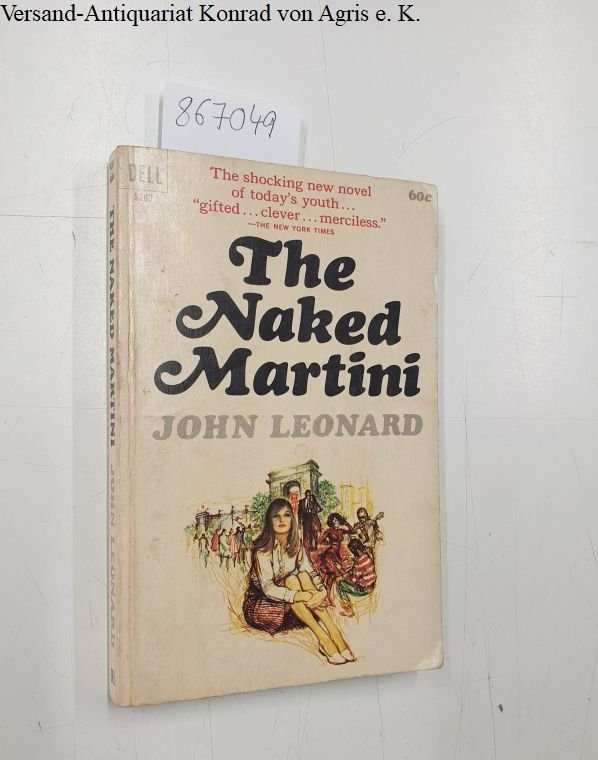 Versand-Antiquariat Konrad von Agris e. K.
867049
DELL
6207
The shocking new novel
of today's youth...
"gifted...clever...merciless."
—THE NEW YORK TIMES
60c
The
Naked
Martini
JOHN LEONARD
THE NAKED MARTINI JOHN LEONARD